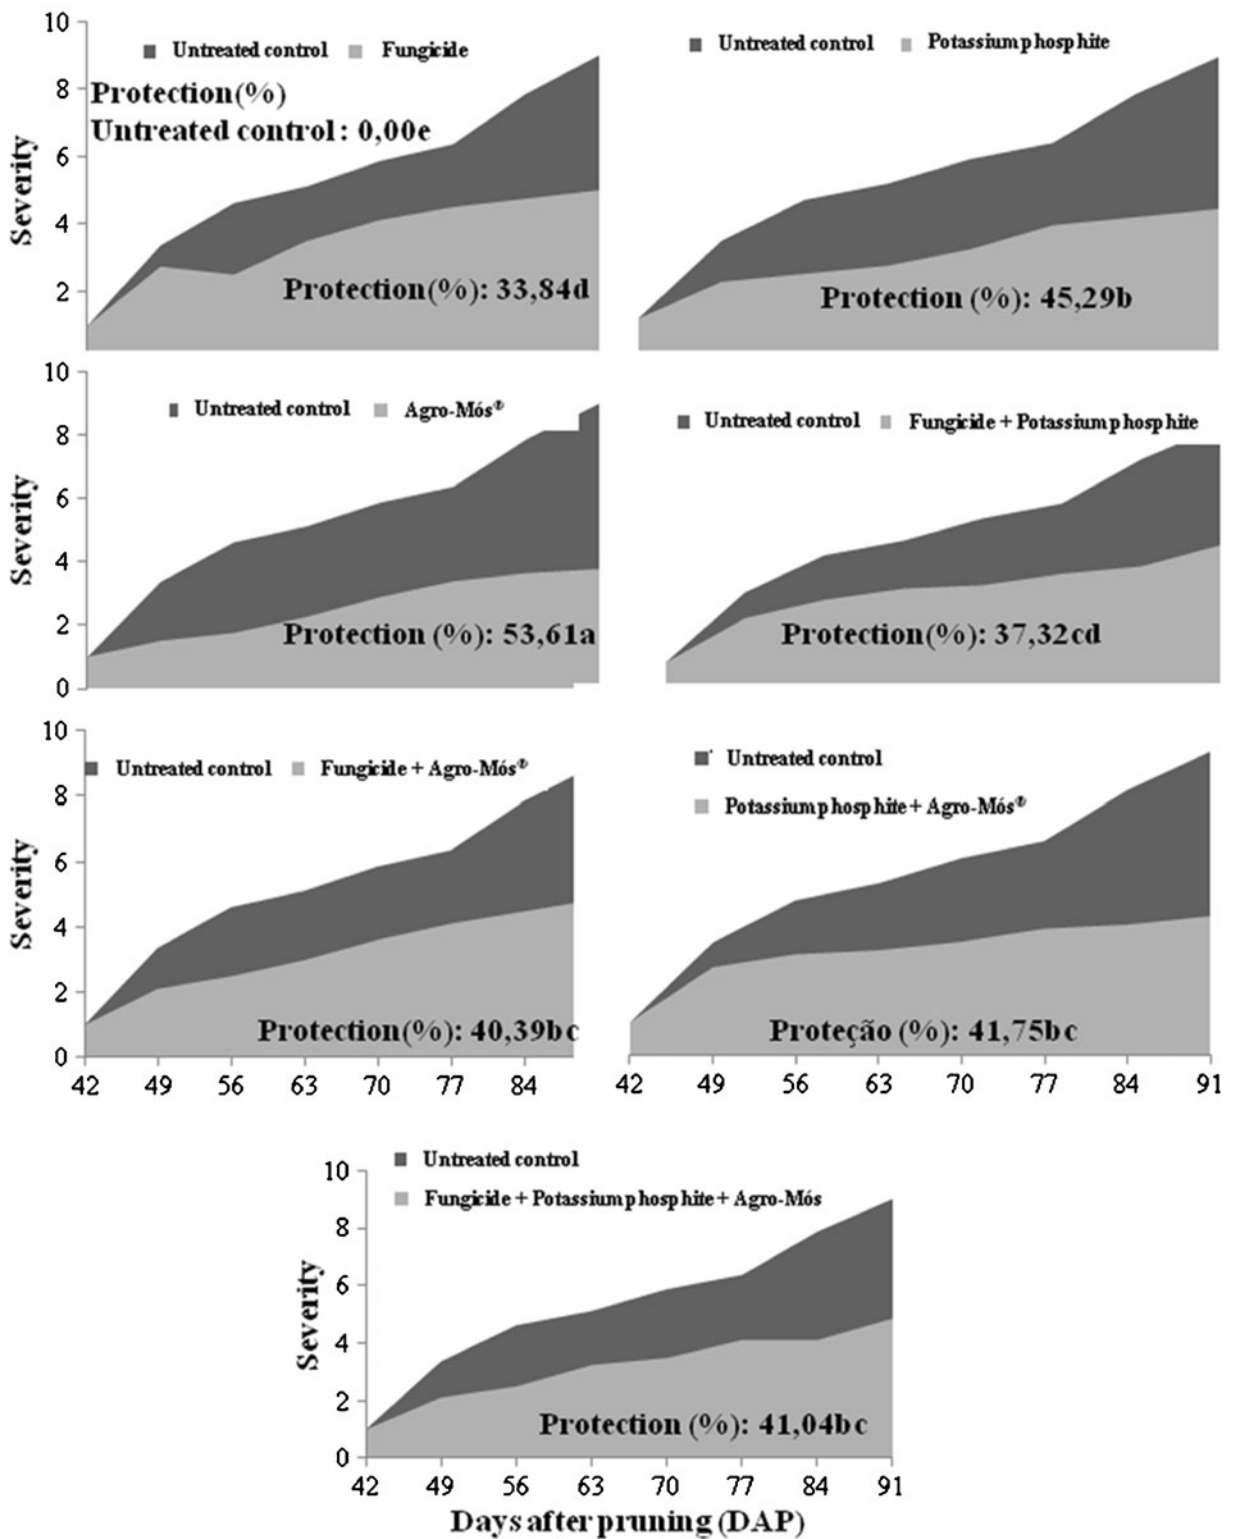 10
Untreated control Fungicide
Untreated control Potassium phosphite
8
Protection (%)
Untreated control : 0,00e
6
Severity
4
2
Protection (%): 33,84d
Protection (%): 45,29b
10
Untreated control Agro-Mós®
Untreated control Fungicide + Potassium phosphite
8
6
Severity
4
2
0
Protection (%): 53,61a
Protection (%): 37,32cd
10
Untreated control Fungicide + Agro-Mós®
Untreated control
Potassium phosphite + Agro-Mós®
8
6
Severity
4
2
0
Protection (%): 40,39bc
Proteção (%): 41,75bc
42 49 56 63 70 77 84
42 49 56 63 70 77 84 91
Untreated control
Fungicide + Potassium phosphite + Agro-Mós
10
8
6
Severity
4
2
0
Protection (%): 41,04bc
42 49 56 63 70 77 84 91
Days after pruning (DAP)